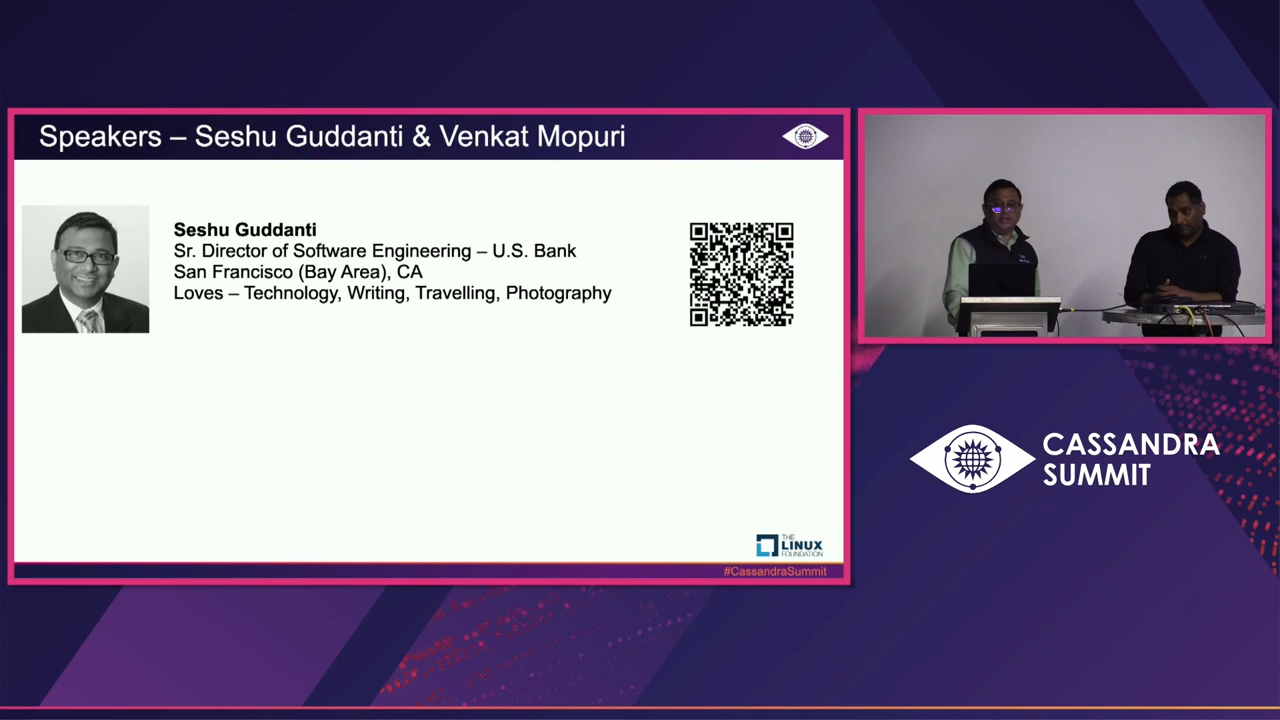 Speakers – Seshu Guddanti & Venkat Mopuri
Seshu Guddanti
Sr. Director of Software Engineering – U.S. Bank
San Francisco (Bay Area), CA
Loves – Technology, Writing, Travelling, Photography
THE
LINUX
FOUNDATION
#CassandraSummit
CASSANDRA
SUMMIT